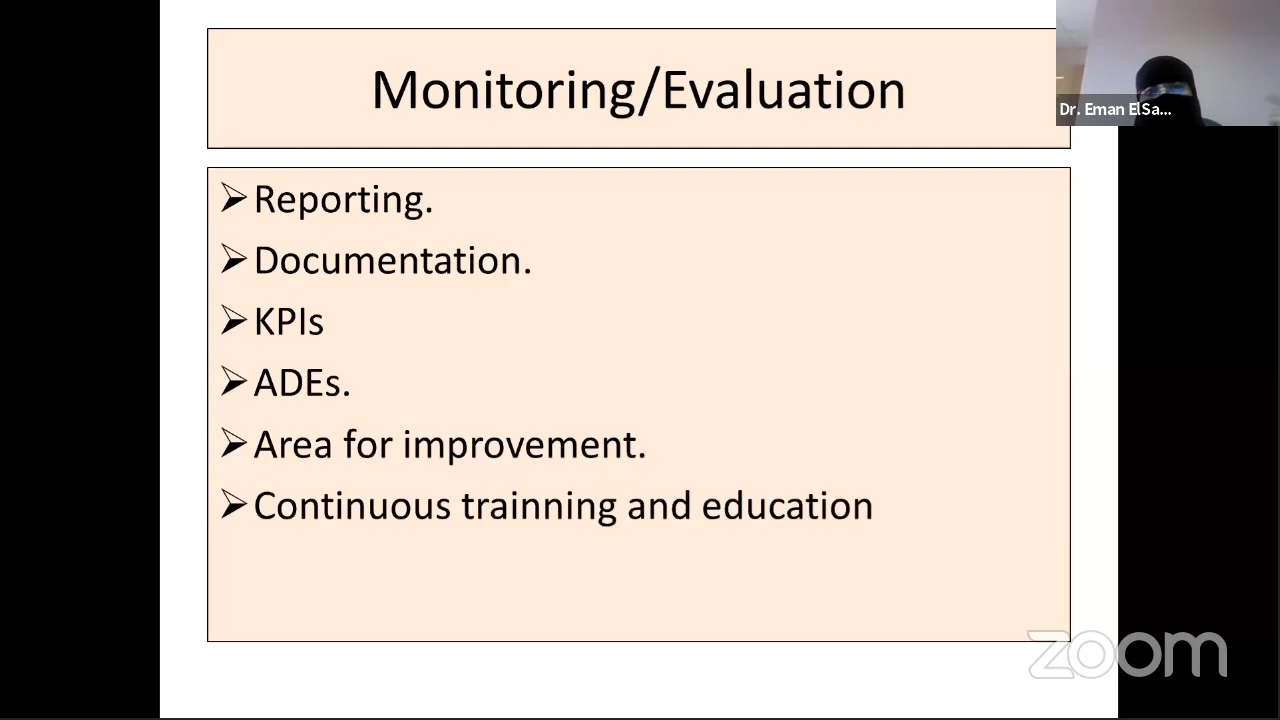 Monitoring/Evaluation
Dr. Eman ElSa...
Reporting.
Documentation.
KPIs
ADEs.
Area for improvement.
Continuous trainning and education
zoom